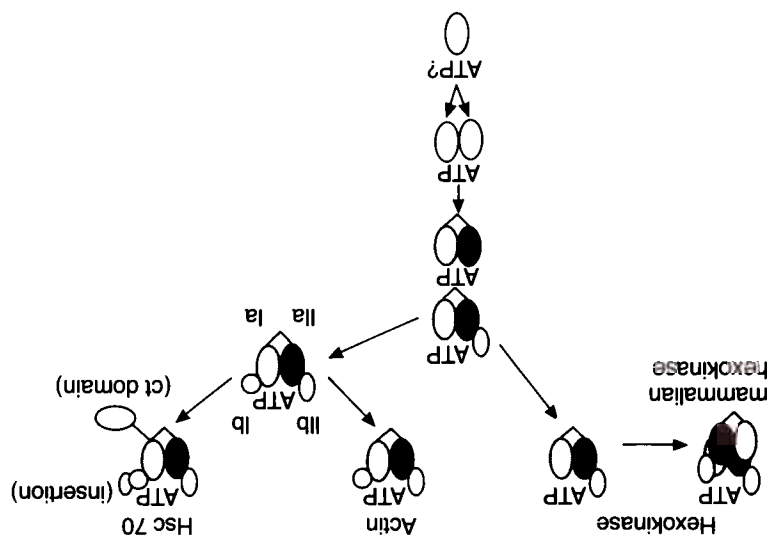 Hexokinase
Actin
Hsc 70
ATP
ATP
ATP
ATP
(insertion)
mammalian
hexokinase
IIb
Ib
ATP
(ct domain)
IIa
Ia
ATP
ATP
ATP
ATP?